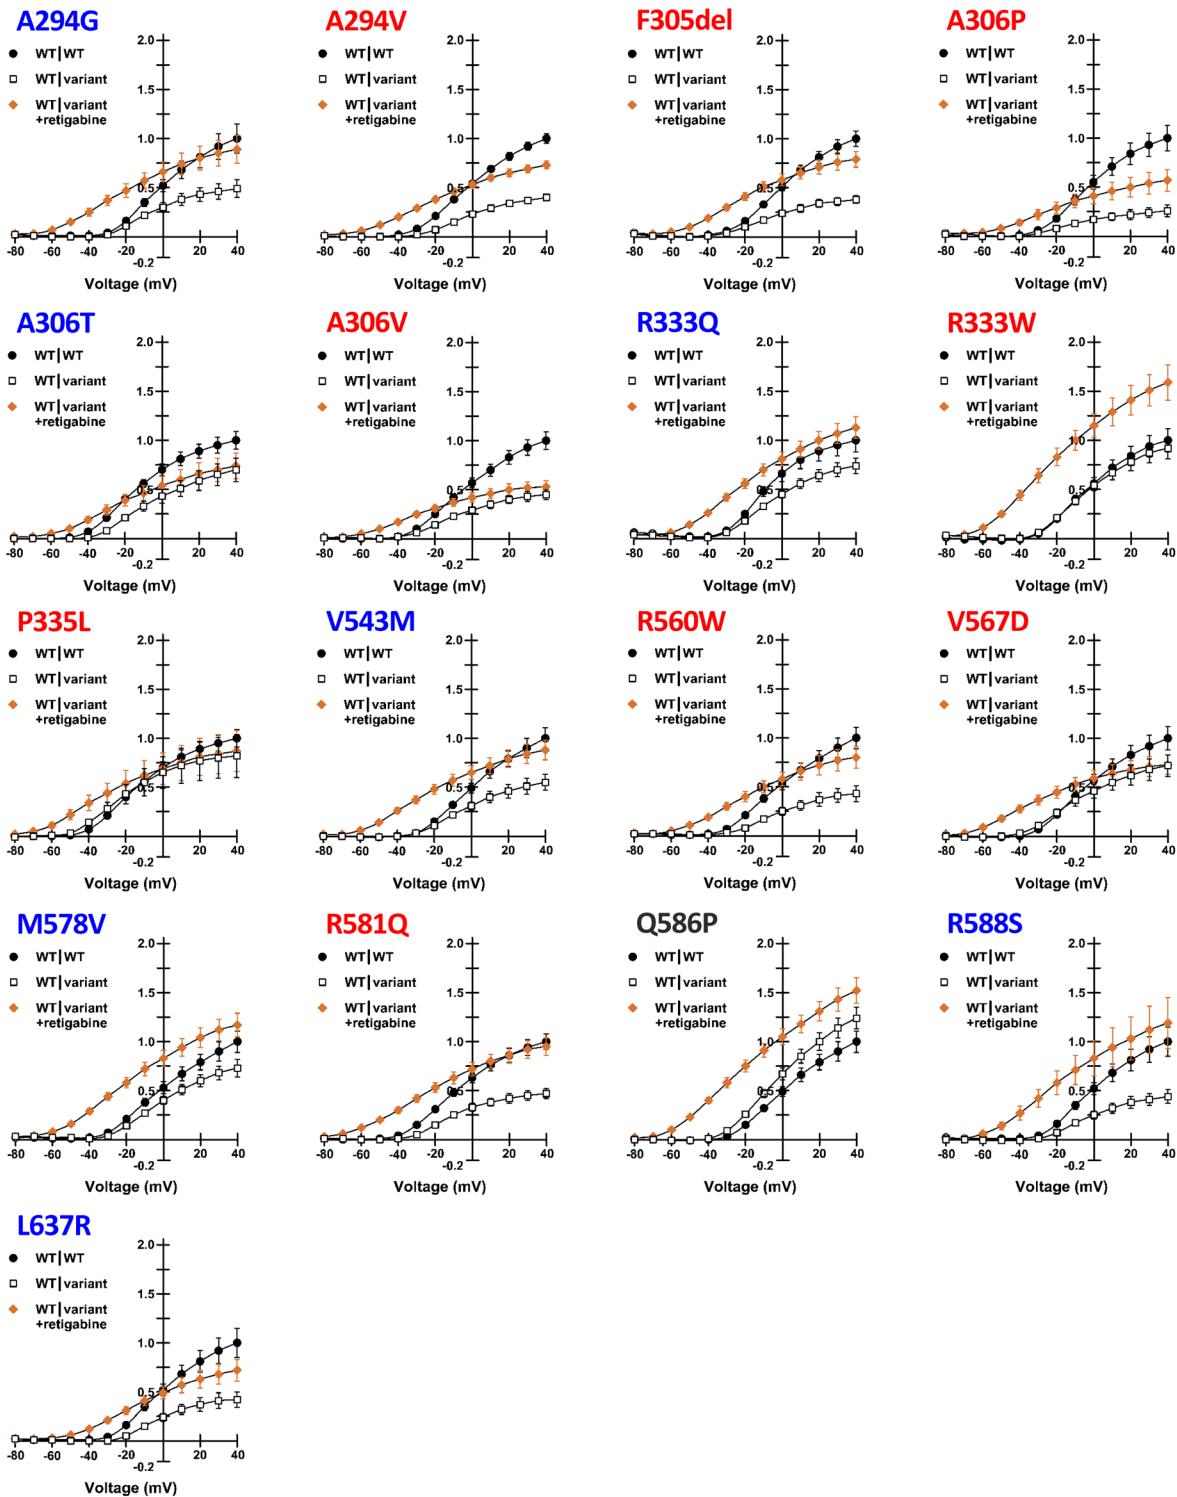 A294G
2.0
WT|WT
WT|variant
1.5
WT|variant
+retigabine
1.0
0.5
-80 -60 -40 -20 20 40
-0.2
Voltage (mV)
A294V
2.0
WT|WT
WT|variant
1.5
WT|variant
+retigabine
1.0
0.5
-80 -60 -40 -20 20 40
-0.2
Voltage (mV)
F305del
2.0
WT|WT
WT|variant
1.5
WT|variant
+retigabine
1.0
0.5
-80 -60 -40 -20 20 40
-0.2
Voltage (mV)
A306P
2.0
WT|WT
WT|variant
1.5
WT|variant
+retigabine
1.0
0.5
-80 -60 -40 -20 20 40
-0.2
Voltage (mV)
A306T
2.0
WT|WT
WT|variant
1.5
WT|variant
+retigabine
1.0
0.5
-80 -60 -40 -20 20 40
-0.2
Voltage (mV)
A306V
2.0
WT|WT
WT|variant
1.5
WT|variant
+retigabine
1.0
0.5
-80 -60 -40 -20 20 40
-0.2
Voltage (mV)
R333Q
2.0
WT|WT
WT|variant
1.5
WT|variant
+retigabine
1.0
0.5
-80 -60 -40 -20 20 40
-0.2
Voltage (mV)
R333W
2.0
WT|WT
WT|variant
1.5
WT|variant
+retigabine
1.0
0.5
-80 -60 -40 -20 20 40
-0.2
Voltage (mV)
P335L
2.0
WT|WT
WT|variant
1.5
WT|variant
+retigabine
1.0
0.5
-80 -60 -40 -20 20 40
-0.2
Voltage (mV)
V543M
2.0
WT|WT
WT|variant
1.5
WT|variant
+retigabine
1.0
0.5
-80 -60 -40 -20 20 40
-0.2
Voltage (mV)
R560W
2.0
WT|WT
WT|variant
1.5
WT|variant
+retigabine
1.0
0.5
-80 -60 -40 -20 20 40
-0.2
Voltage (mV)
V567D
2.0
WT|WT
WT|variant
1.5
WT|variant
+retigabine
1.0
0.5
-80 -60 -40 -20 20 40
-0.2
Voltage (mV)
M578V
2.0
WT|WT
WT|variant
1.5
WT|variant
+retigabine
1.0
0.5
-80 -60 -40 -20 20 40
-0.2
Voltage (mV)
R581Q
2.0
WT|WT
WT|variant
1.5
WT|variant
+retigabine
1.0
0.5
-80 -60 -40 -20 20 40
-0.2
Voltage (mV)
Q586P
2.0
WT|WT
WT|variant
1.5
WT|variant
+retigabine
1.0
0.5
-80 -60 -40 -20 20 40
-0.2
Voltage (mV)
R588S
2.0
WT|WT
WT|variant
1.5
WT|variant
+retigabine
1.0
0.5
-80 -60 -40 -20 20 40
-0.2
Voltage (mV)
L637R
2.0
WT|WT
WT|variant
1.5
WT|variant
+retigabine
1.0
0.5
-80 -60 -40 -20 20 40
-0.2
Voltage (mV)